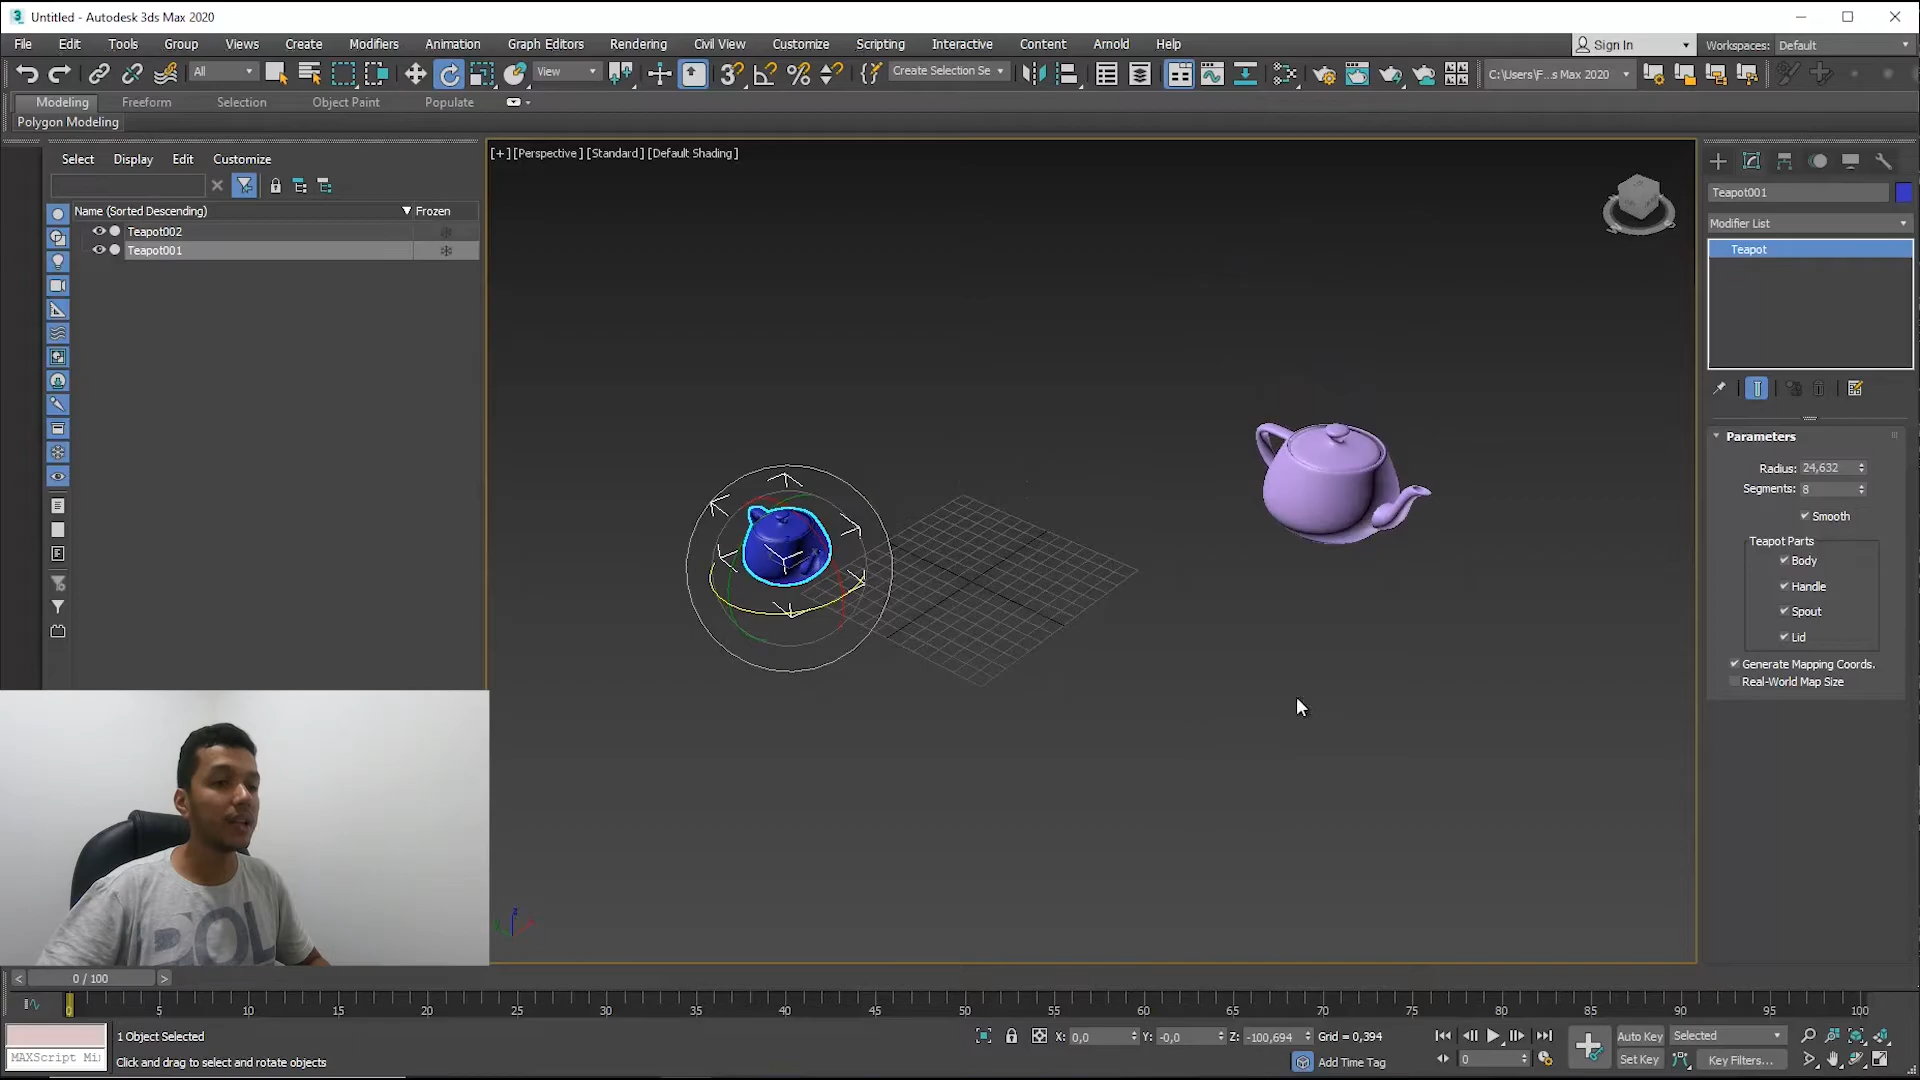 Untitled - Autodesk 3ds Max 2020
File Edit Tools Group Views Create Modifiers Animation Graph Editors Rendering Civil View Customize Scripting Interactive Content Arnold Help
Sign In Workspaces: Default
All View Create Selection Se C:\Users\F...s Max 2020
Modeling Freeform Selection Object Paint Populate
Polygon Modeling
Select Display Edit Customize
[+] [Perspective] [Standard] [Default Shading]
Name (Sorted Descending) Frozen
Teapot002
Teapot001
Teapot001
Modifier List
Teapot
Parameters
Radius: 24,632
Segments: 8
Smooth
Teapot Parts
Body
Handle
Spout
Lid
Generate Mapping Coords.
Real-World Map Size
0 / 100
0 5 10 15 20 25 30 35 40 45 50 55 60 65 70 75 80 85 90 95 100
1 Object Selected
X: 0,0 Y: -0,0 Z: -100,694 Grid = 0,394
Auto Key Selected
MAXScript Mi
Click and drag to select and rotate objects
Add Time Tag
0
Set Key Key Filters...